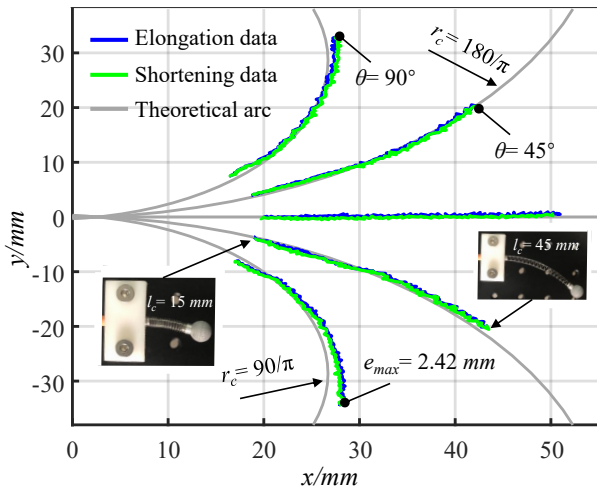 Elongation data
Shortening data
Theoretical arc
r_c = 180/π
θ= 90°
θ= 45°
30
20
10
0
-10
-20
-30
y/mm
l_c = 15 mm
l_c = 45 mm
r_c = 90/π
e_max = 2.42 mm
0 10 20 30 40 50
x/mm